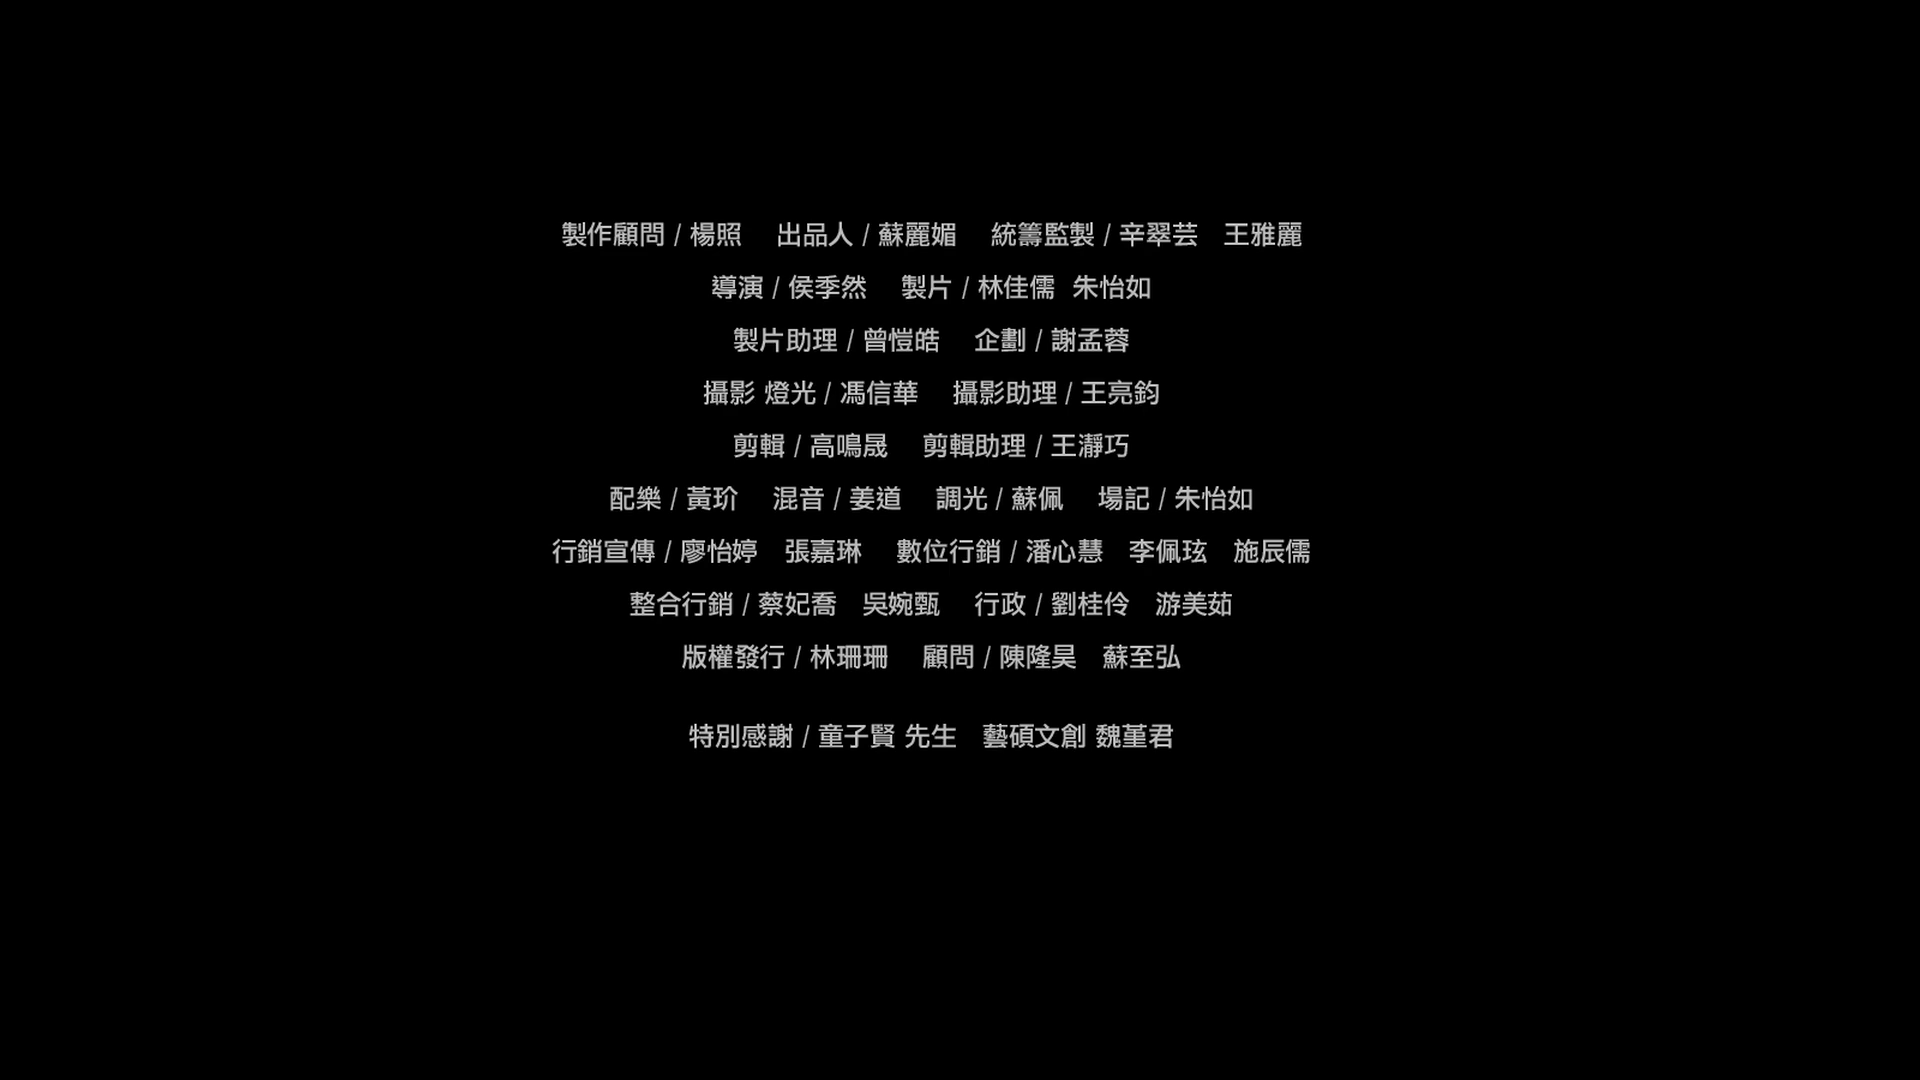 製作顧問 / 楊照　出品人 / 蘇麗媚　統籌監製 / 辛翠芸　王雅麗
導演 / 侯季然　製片 / 林佳儒　朱怡如
製片助理 / 曾愷皓　企劃 / 謝孟蓉
攝影 燈光 / 馮信華　攝影助理 / 王亮鈞
剪輯 / 高鳴晟　剪輯助理 / 王瀞巧
配樂 / 黃玠　混音 / 姜道　調光 / 蘇佩　場記 / 朱怡如
行銷宣傳 / 廖怡婷　張嘉琳　數位行銷 / 潘心慧　李佩玹　施辰儒
整合行銷 / 蔡妃喬　吳婉甄　行政 / 劉桂伶　游美茹
版權發行 / 林珊珊　顧問 / 陳隆昊　蘇至弘
特別感謝 / 童子賢 先生　藝碩文創 魏堇君